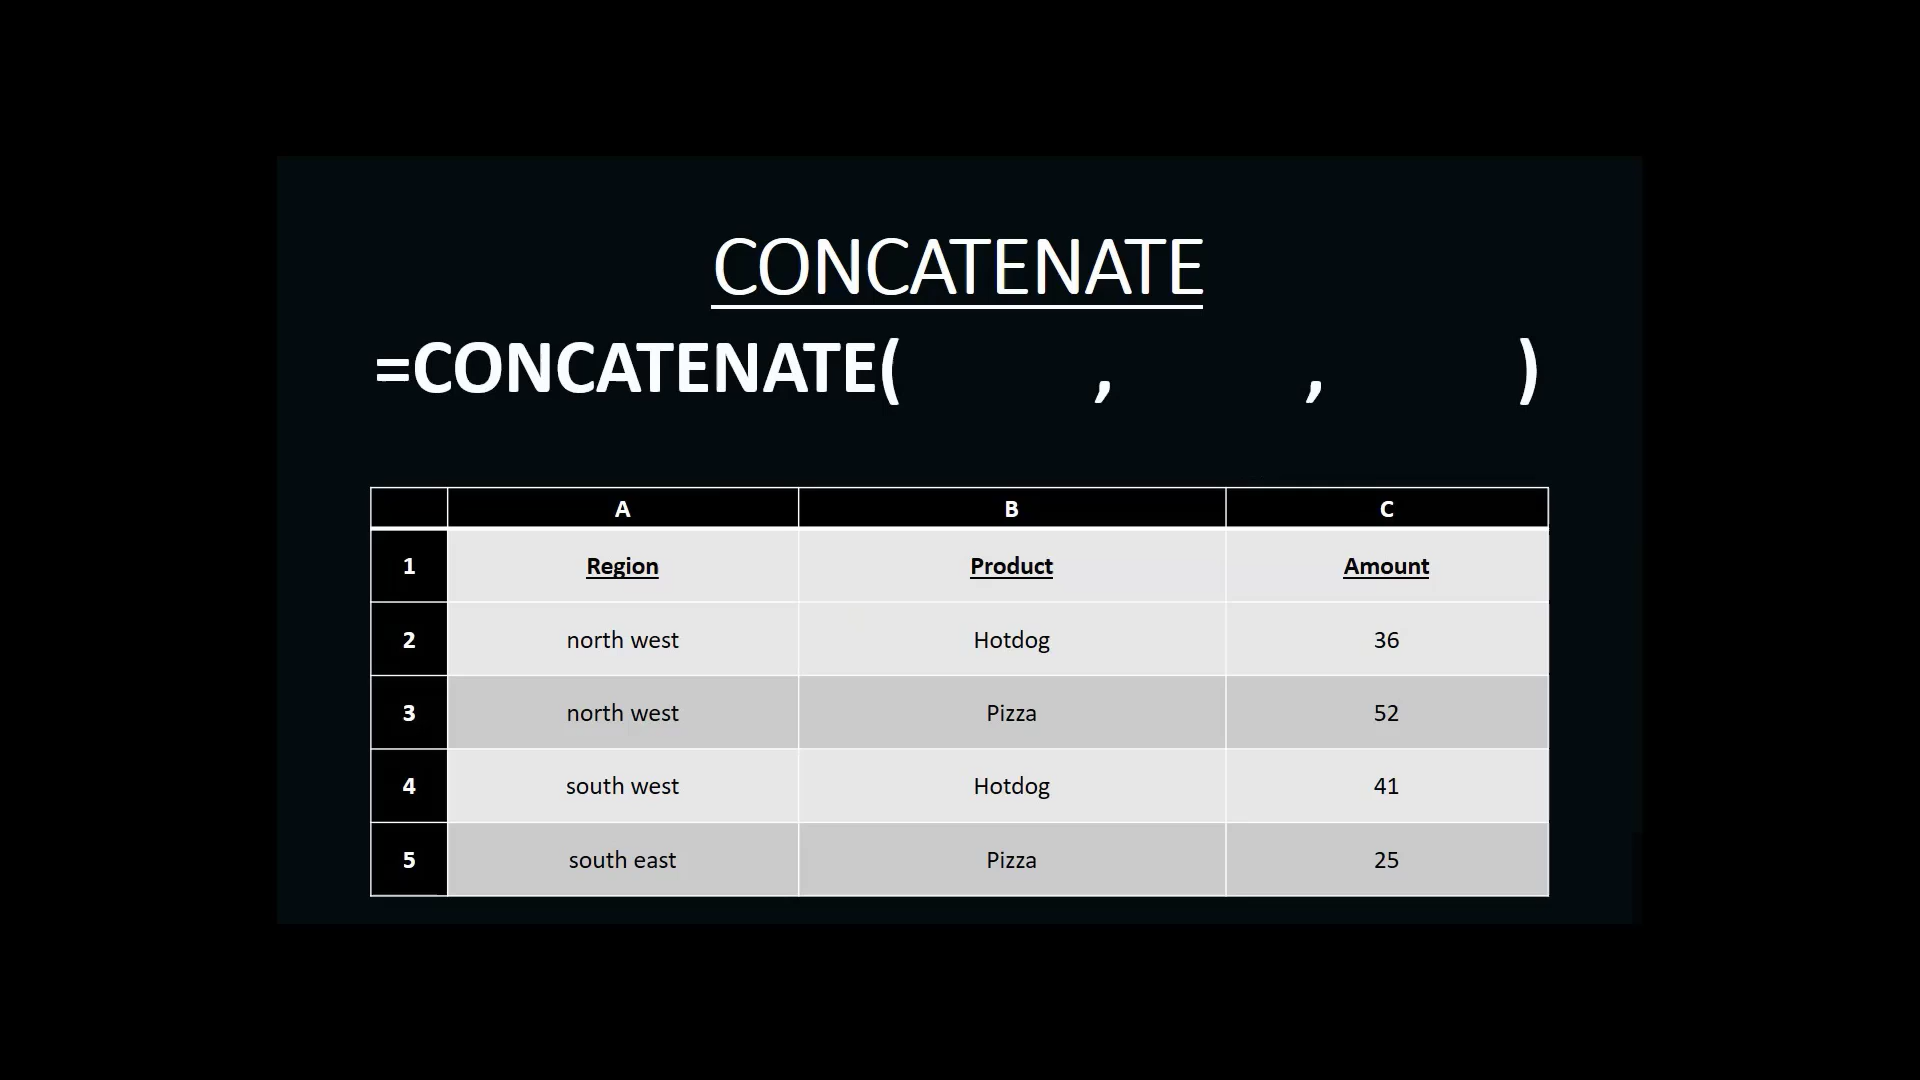 CONCATENATE
=CONCATENATE( , , )
A B C
1 Region Product Amount
2 north west Hotdog 36
3 north west Pizza 52
4 south west Hotdog 41
5 south east Pizza 25